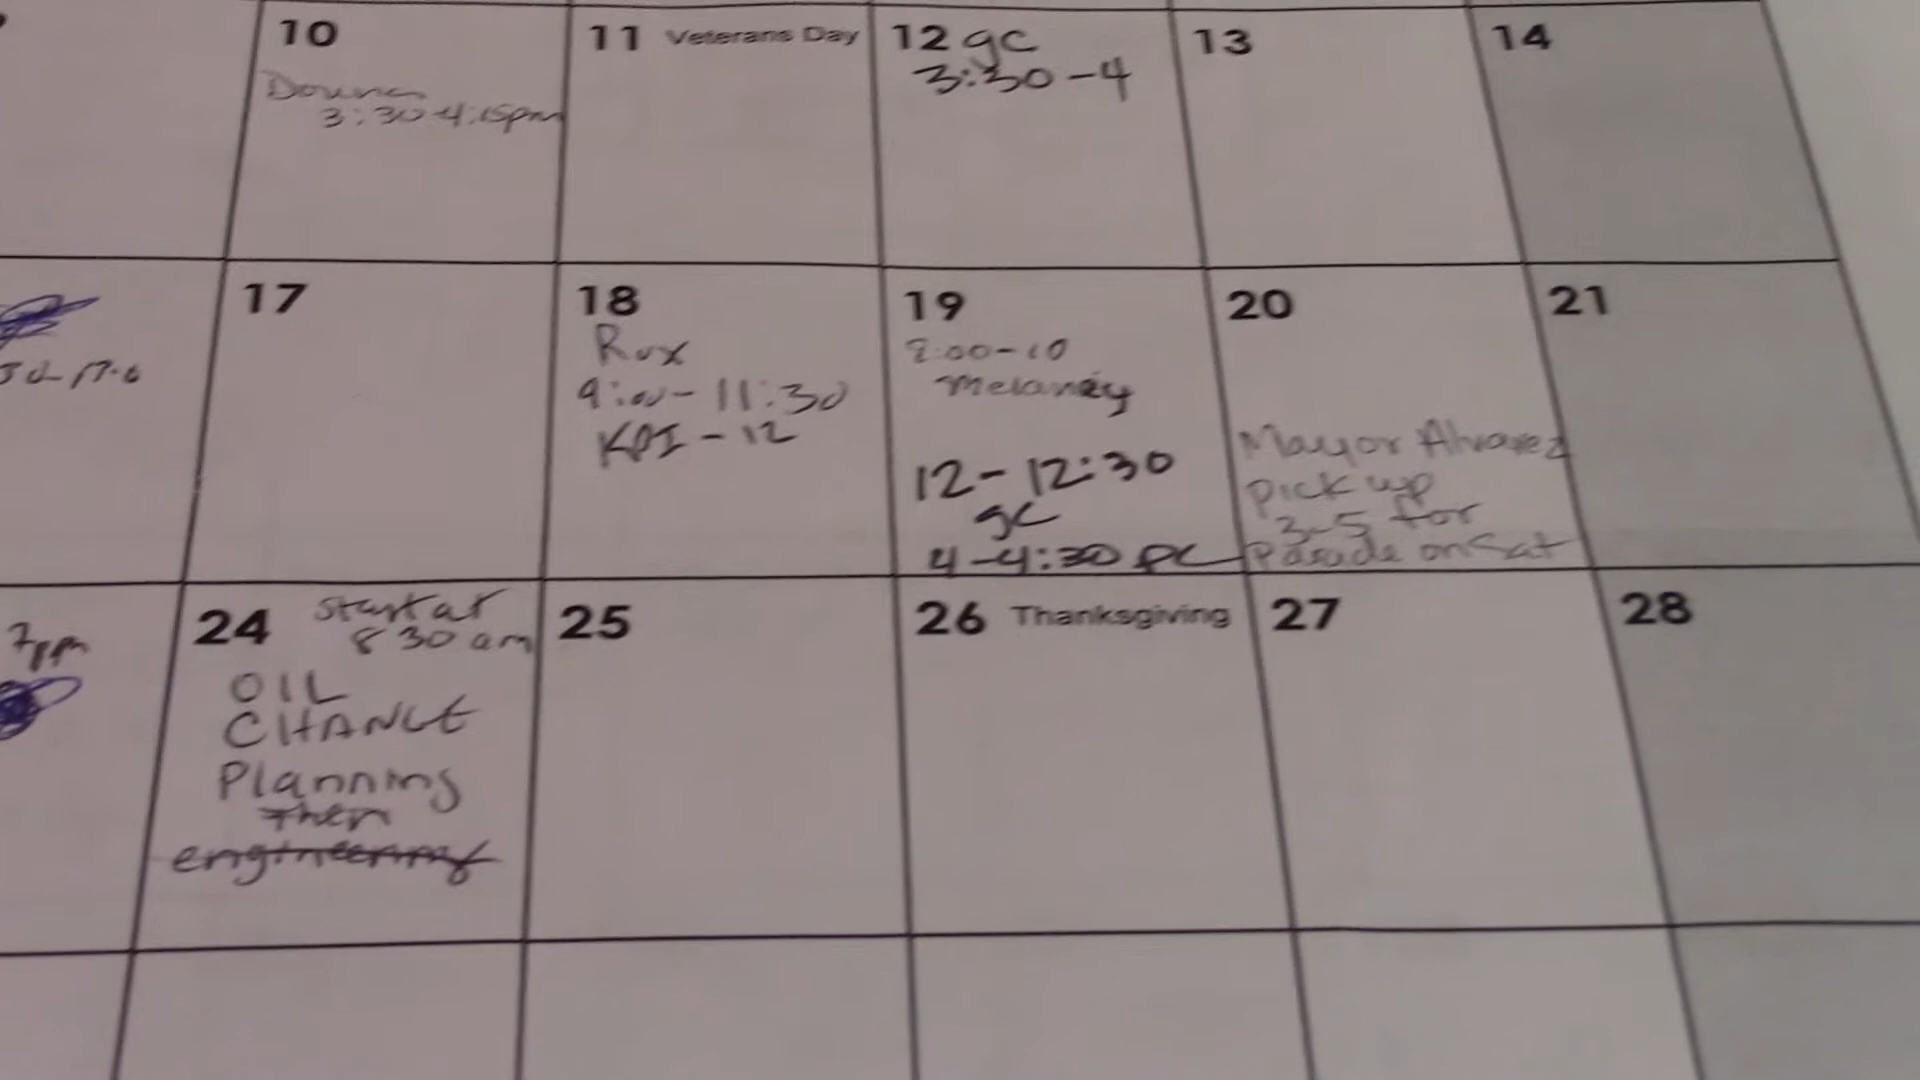 10
3:30-4:15pm
11 Veterans Day
12 gc
3:30-4
13
14
17
18
Rux
9:00-11:30
KPI-12
19
:00-10
Melaney
12-12:30
gc
4-4:30 PC
20
Mayor Alvarez
Pick up
3-5 for
Parade on Sat
21
7pm
24 start at
8 30 am
OIL
CHANGE
Planning
then
engineering
25
26 Thanksgiving
27
28